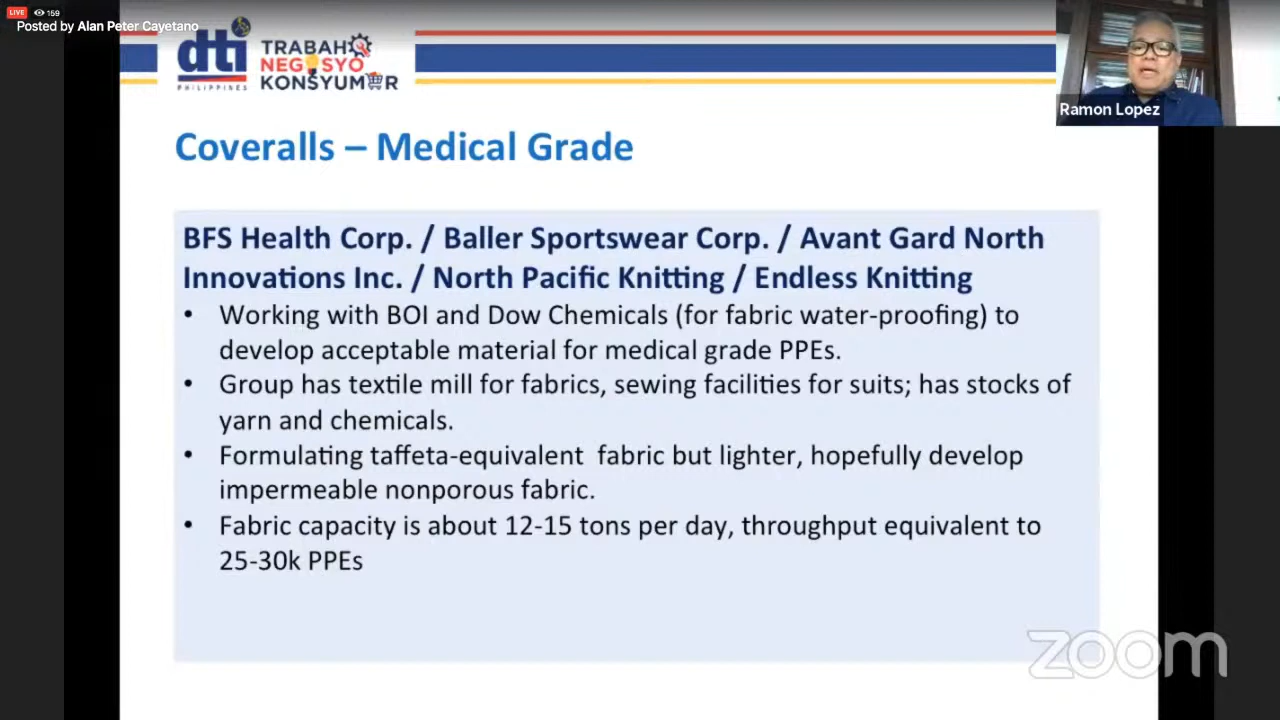 LIVE 159
Posted by Alan Peter Cayetano
dti
PHILIPPINES
TRABAHO
NEGOSYO
KONSYUMER
Ramon Lopez
Coveralls – Medical Grade
BFS Health Corp. / Baller Sportswear Corp. / Avant Gard North
Innovations Inc. / North Pacific Knitting / Endless Knitting
• Working with BOI and Dow Chemicals (for fabric water-proofing) to
develop acceptable material for medical grade PPEs.
• Group has textile mill for fabrics, sewing facilities for suits; has stocks of
yarn and chemicals.
• Formulating taffeta-equivalent  fabric but lighter, hopefully develop
impermeable nonporous fabric.
• Fabric capacity is about 12-15 tons per day, throughput equivalent to
25-30k PPEs
zoom